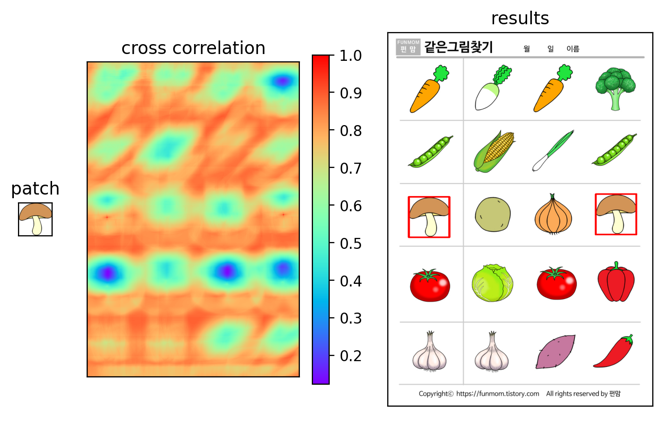 results
FUNMOM
펀맘
같은그림찾기
월 일 이름
cross correlation
patch
1.0
0.9
0.8
0.7
0.6
0.5
0.4
0.3
0.2
Copyrightⓒ https://funmom.tistory.com All rights reserved by 펀맘